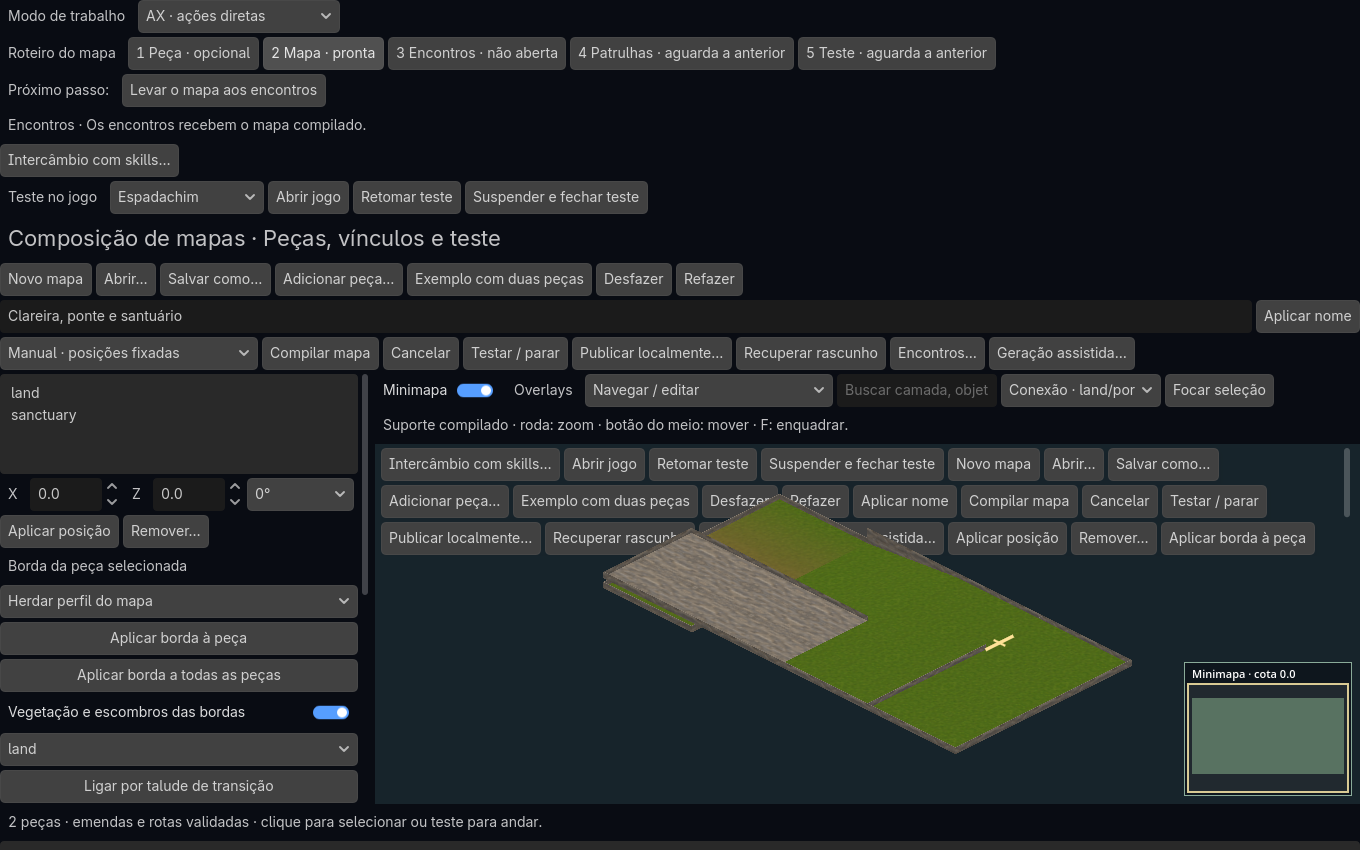 Modo de trabalho AX · ações diretas
Roteiro do mapa 1 Peça · opcional 2 Mapa · pronta 3 Encontros · não aberta 4 Patrulhas · aguarda a anterior 5 Teste · aguarda a anterior
Próximo passo: Levar o mapa aos encontros
Encontros · Os encontros recebem o mapa compilado.
Intercâmbio com skills...
Teste no jogo Espadachim Abrir jogo Retomar teste Suspender e fechar teste
Composição de mapas · Peças, vínculos e teste
Novo mapa Abrir... Salvar como... Adicionar peça... Exemplo com duas peças Desfazer Refazer
Clareira, ponte e santuário Aplicar nome
Manual · posições fixadas Compilar mapa Cancelar Testar / parar Publicar localmente... Recuperar rascunho Encontros... Geração assistida...
land
sanctuary
X 0.0 Z 0.0 0°
Aplicar posição Remover...
Borda da peça selecionada
Herdar perfil do mapa
Aplicar borda à peça
Aplicar borda a todas as peças
Vegetação e escombros das bordas
land
Ligar por talude de transição
Minimapa Overlays Navegar / editar Buscar camada, objet Conexão · land/por Focar seleção
Suporte compilado · roda: zoom · botão do meio: mover · F: enquadrar.
Intercâmbio com skills... Abrir jogo Retomar teste Suspender e fechar teste Novo mapa Abrir... Salvar como...
Adicionar peça... Exemplo com duas peças Desfazer Refazer Aplicar nome Compilar mapa Cancelar Testar / parar
Publicar localmente... Recuperar rascunh sistida... Aplicar posição Remover... Aplicar borda à peça
Minimapa · cota 0.0
2 peças · emendas e rotas validadas · clique para selecionar ou teste para andar.